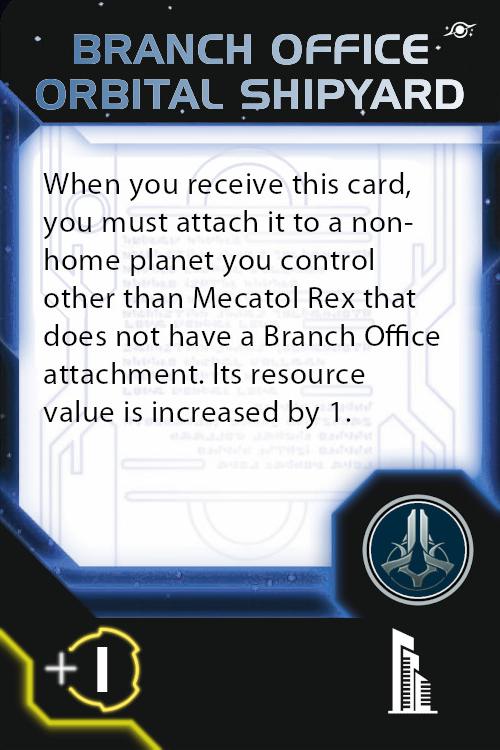 BRANCH OFFICE
ORBITAL SHIPYARD
When you receive this card,
you must attach it to a non-
home planet you control
other than Mecatol Rex that
does not have a Branch Office
attachment. Its resource
value is increased by 1.
+1